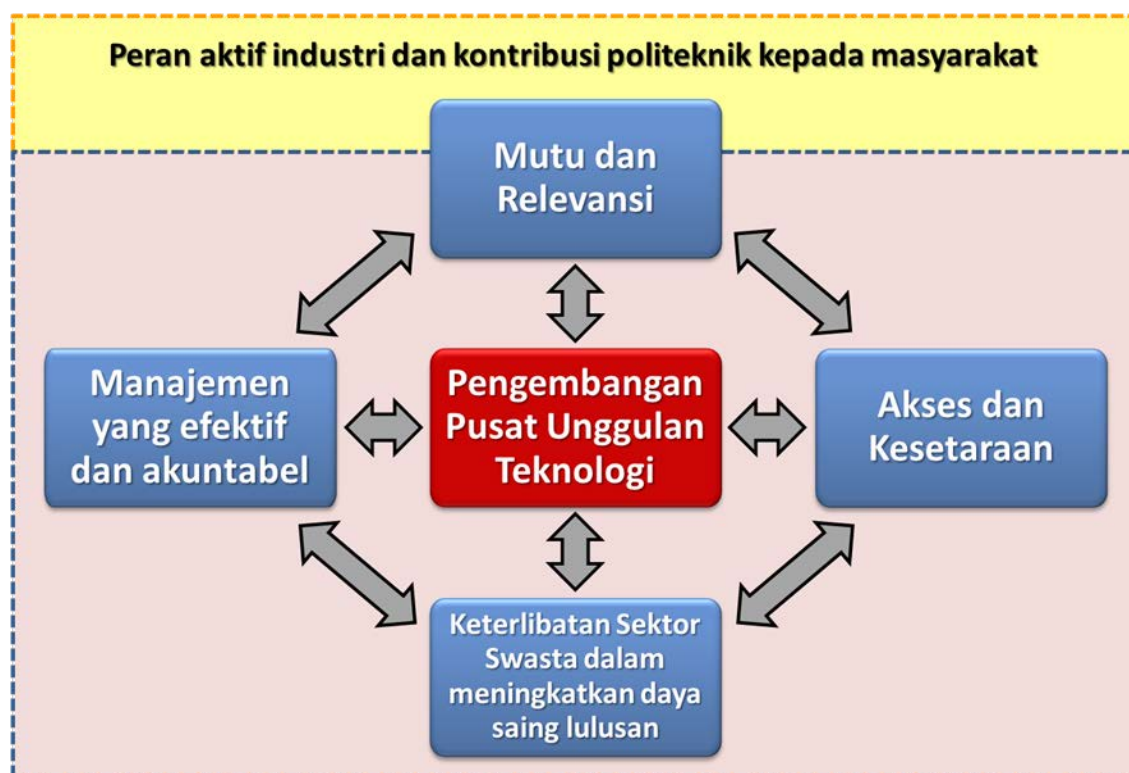 Peran aktif industri dan kontribusi politeknik kepada masyarakat
Mutu dan
Relevansi
Manajemen
yang efektif
dan akuntabel
Pengembangan
Pusat Unggulan
Teknologi
Akses dan
Kesetaraan
Keterlibatan Sektor
Swasta dalam
meningkatkan daya
saing lulusan